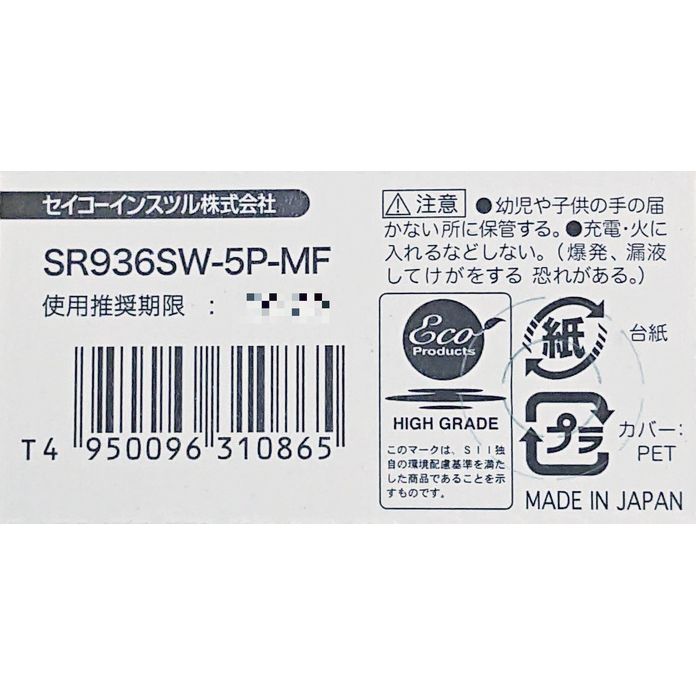 セイコーインスツル株式会社
SR936SW-5P-MF
使用推奨期限 :
T4 950096 310865
⚠ 注意 ●幼児や子供の手の届
かない所に保管する。●充電・火に
入れるなどしない。（爆発、漏液
してけがをする 恐れがある。）
Eco
Products
HIGH GRADE
このマークは、SII独
自の環境配慮基準を満た
した商品であることを示
すものです。
紙
台紙
プラ
カバー:
PET
MADE IN JAPAN